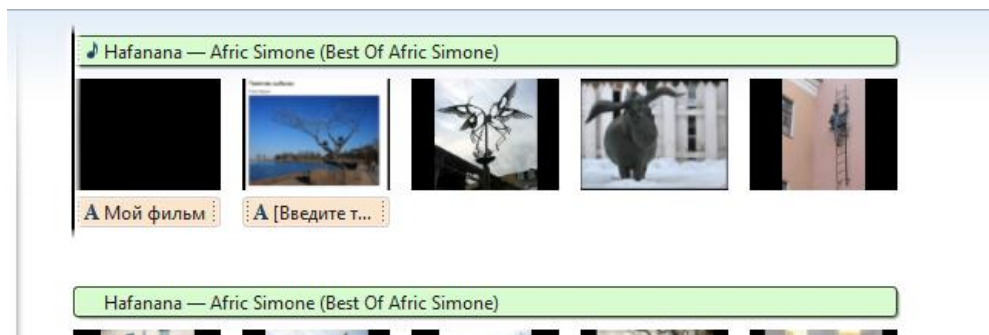 Hafanana — Afric Simone (Best Of Afric Simone)
Мой фильм
[Введите т...
Hafanana — Afric Simone (Best Of Afric Simone)